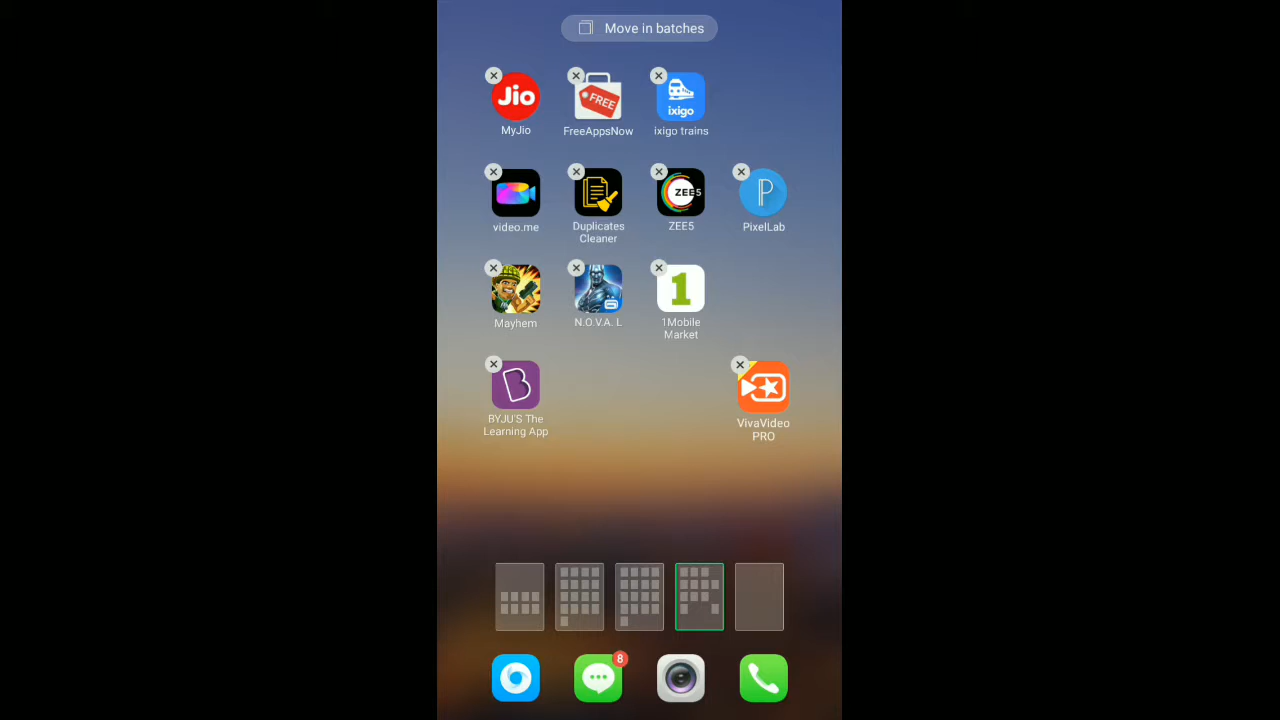 Move in batches
Jio
FREE
ixigo
MyJio
FreeAppsNow
ixigo trains
ZEE5
P
video.me
Duplicates
Cleaner
ZEE5
PixelLab
1
Mayhem
N.O.V.A. L
1Mobile
Market
B
BYJU'S The
Learning App
VivaVideo
PRO
8